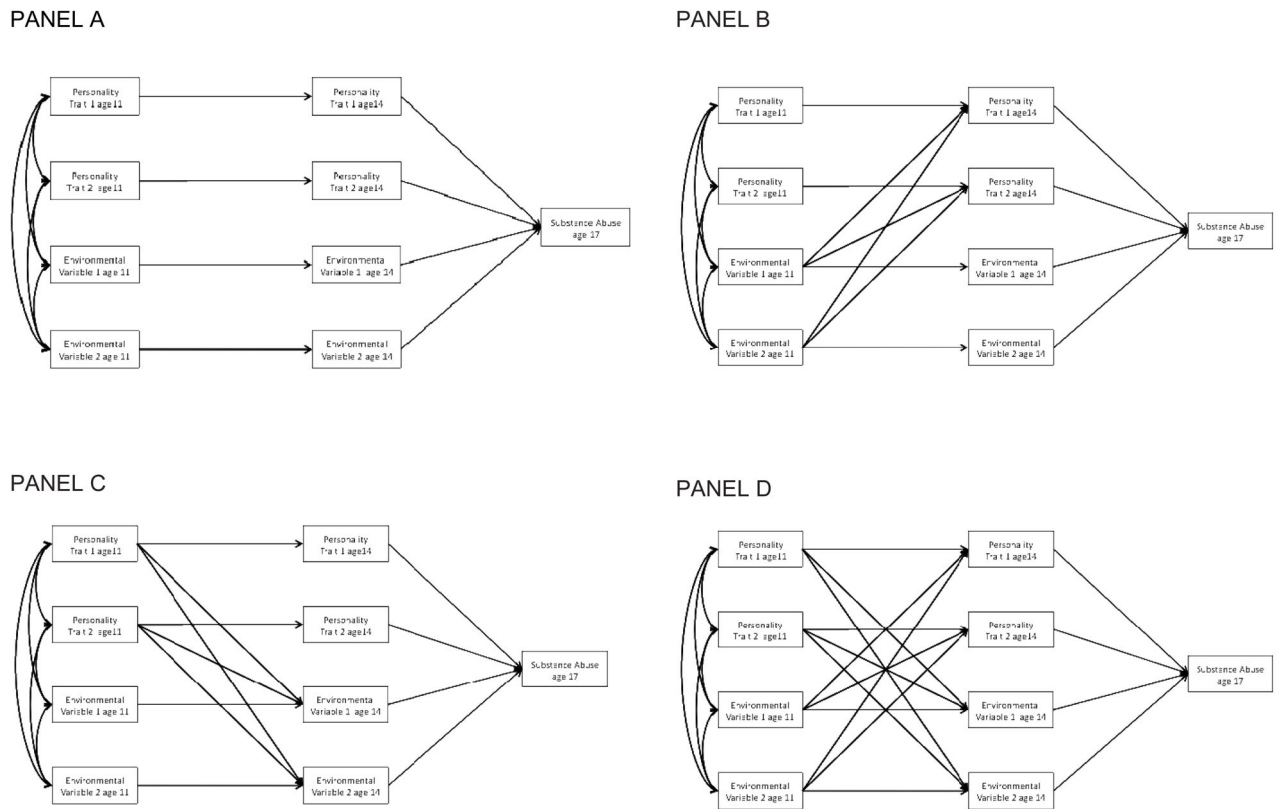 PANEL A
Personality
Trait 1 age11
Personality
Trait 1 age14
Personality
Trait 2 age11
Personality
Trait 2 age14
Substance Abuse
age 17
Environmental
Variable 1 age 11
Environmenta
Variable 1 age 14
Environmental
Variable 2 age 11
Environmental
Variable 2 age 14
PANEL B
Personality
Trait 1 age11
Personality
Trait 1 age14
Personality
Trait 2 age11
Personality
Trait 2 age14
Substance Abuse
age 17
Environmental
Variable 1 age 11
Environmenta
Variable 1 age 14
Environmental
Variable 2 age 11
Environmental
Variable 2 age 14
PANEL C
Personality
Trait 1 age11
Personality
Trait 1 age14
Personality
Trait 2 age11
Personality
Trait 2 age14
Substance Abuse
age 17
Environmental
Variable 1 age 11
Environmenta
Variable 1 age 14
Environmental
Variable 2 age 11
Environmental
Variable 2 age 14
PANEL D
Personality
Trait 1 age11
Personality
Trait 1 age14
Personality
Trait 2 age11
Personality
Trait 2 age14
Substance Abuse
age 17
Environmental
Variable 1 age 11
Environmenta
Variable 1 age 14
Environmental
Variable 2 age 11
Environmental
Variable 2 age 14